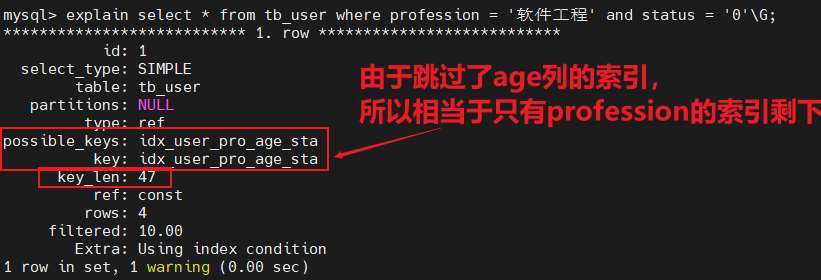 mysql> explain select * from tb_user where profession = '软件工程' and status = '0'\G;
*************************** 1. row ***************************
id: 1
select_type: SIMPLE
table: tb_user
partitions: NULL
type: ref
possible_keys: idx_user_pro_age_sta
key: idx_user_pro_age_sta
key_len: 47
ref: const
rows: 4
filtered: 10.00
Extra: Using index condition
1 row in set, 1 warning (0.00 sec)
由于跳过了age列的索引,
所以相当于只有profession的索引剩下